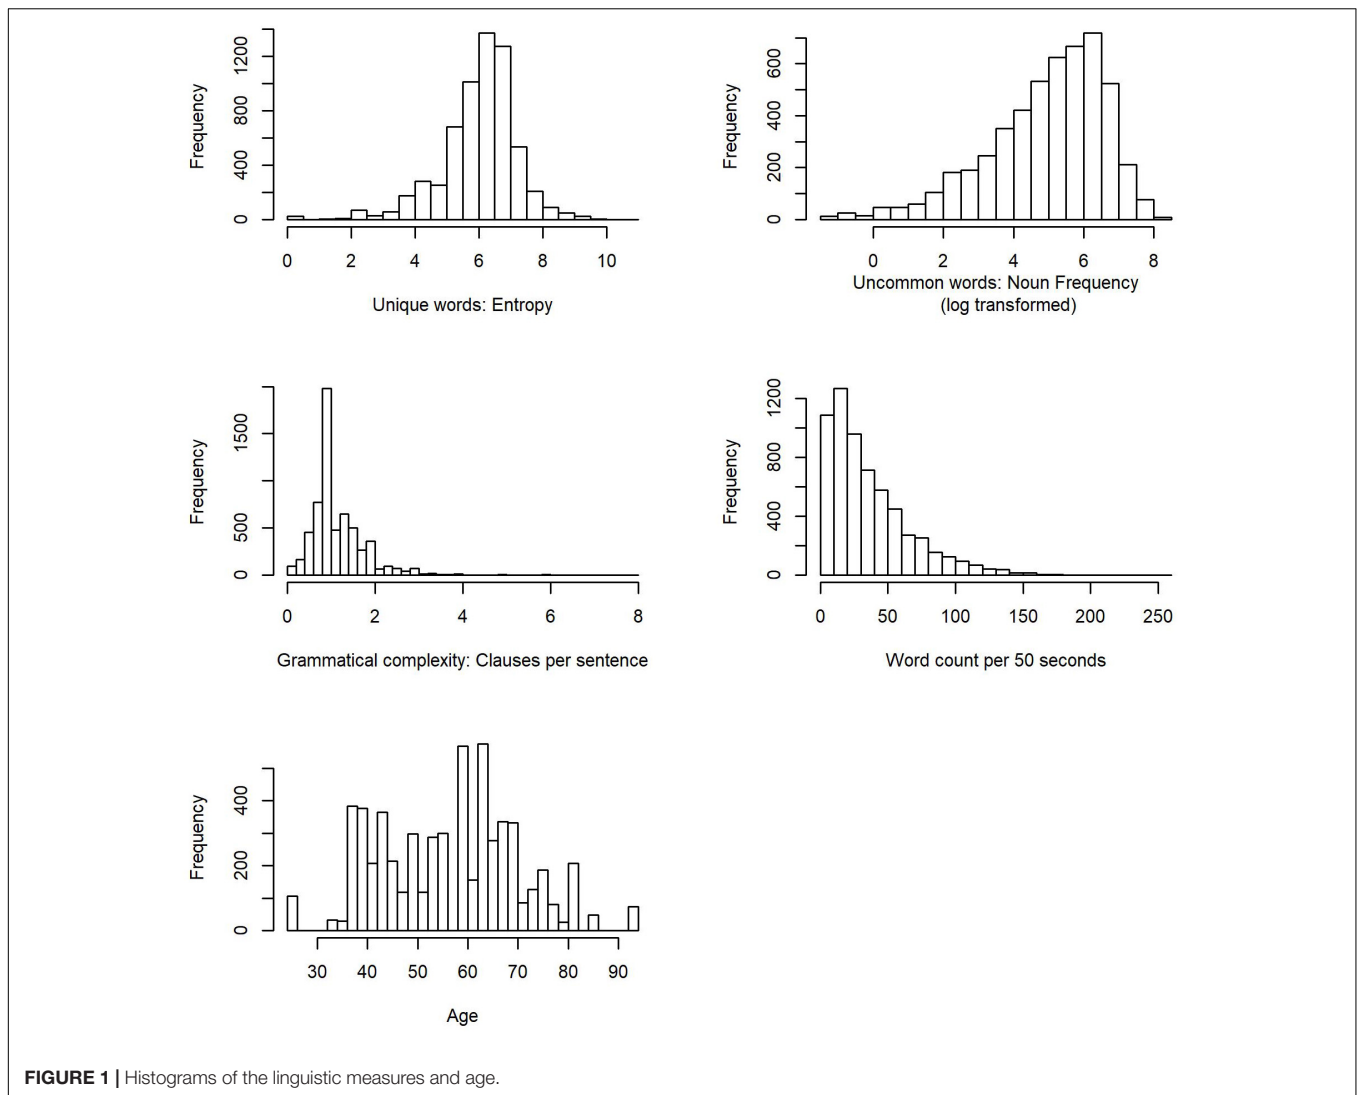 Frequency
0 400 800 1200
0 2 4 6 8 10
Unique words: Entropy
Frequency
0 200 400 600
0 2 4 6 8
Uncommon words: Noun Frequency
(log transformed)
Frequency
0 500 1500
0 2 4 6 8
Grammatical complexity: Clauses per sentence
Frequency
0 400 800 1200
0 50 100 150 200 250
Word count per 50 seconds
Frequency
0 200 400
30 40 50 60 70 80 90
Age
FIGURE 1 | Histograms of the linguistic measures and age.